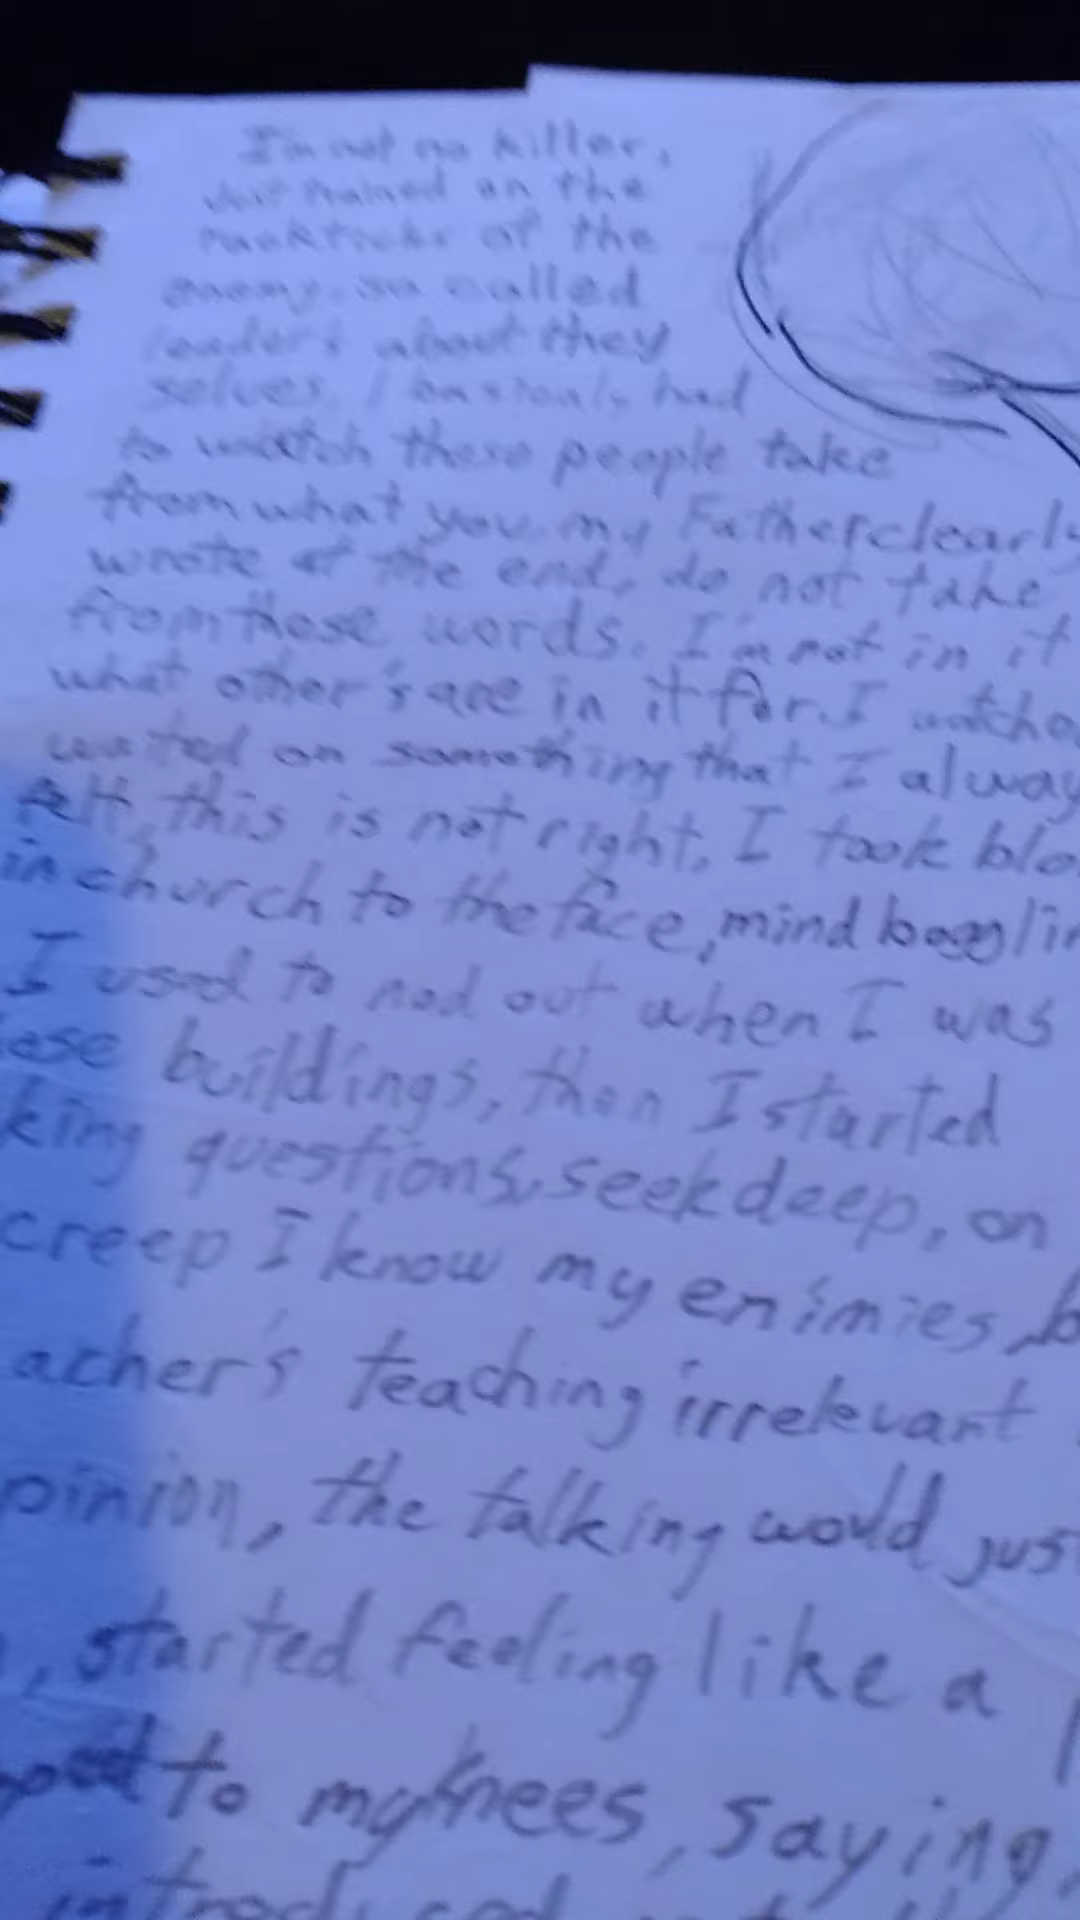 I'm not no killer,
just trained on the
of the
enemy, so called
leader's about they
selves. I basicaly had
to watch these people take
from what you my Father clearly
wrote at the end, do not take
from these words. I'm not in it
what other's are in it for. I watche
waited on something that I alway
felt, this is not right, I took blo
in church to the face, mind bogglin
I used to nod out when I was
ese buildings, then I started
king questions, seek deep, on
creep I know my enimies, b
acher's teaching irrelevant
pinion, the talking would jus
, started feeling like a
to my knees, saying,
introduced